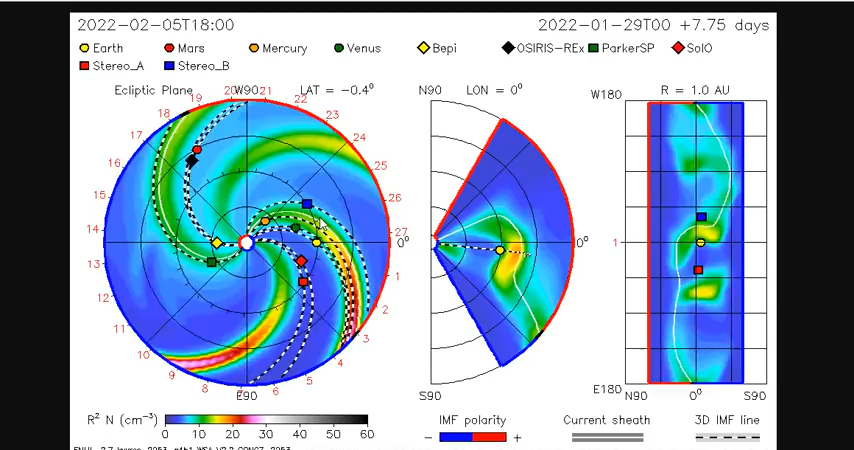 2022-02-05T18:00 2022-01-29T00 +7.75 days
Earth Mars Mercury Venus Bepi OSIRIS-REx ParkerSP SolO
Stereo_A Stereo_B
Ecliptic Plane W90 LAT = -0.4° N90 LON = 0° W180 R = 1.0 AU
19 20 21 22
18 23
17 24
16 25
15 26
14 27
0° 0° 1
13 1
12 2
11 3
10 4
9 8 7 6 5
E90 S90 E180 N90 0° S90
R² N (cm⁻³) 0 10 20 30 40 50 60
IMF polarity Current sheath 3D IMF line
- +